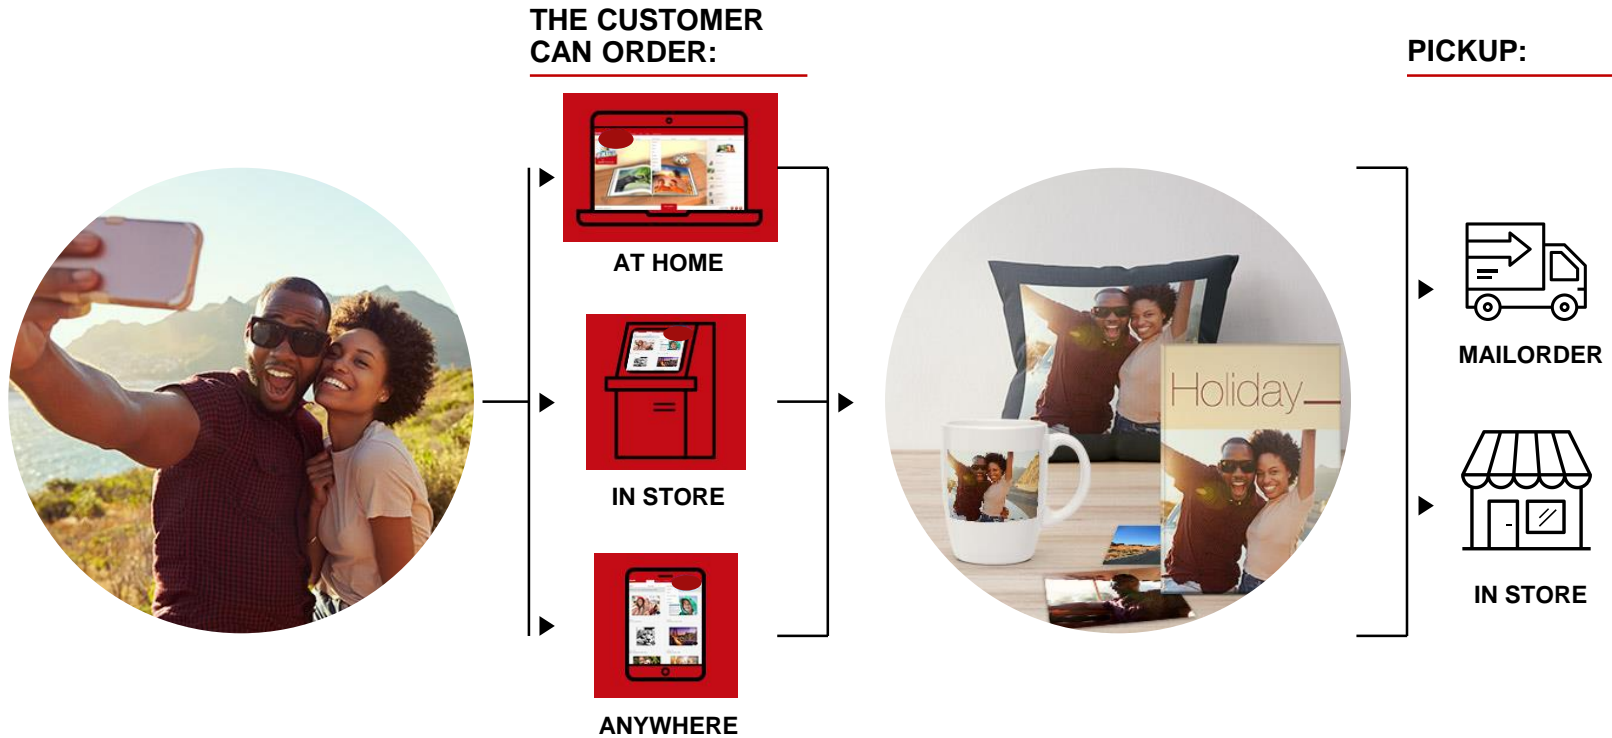 THE CUSTOMER
CAN ORDER:
AT HOME
IN STORE
ANYWHERE
Holiday
PICKUP:
MAILORDER
IN STORE